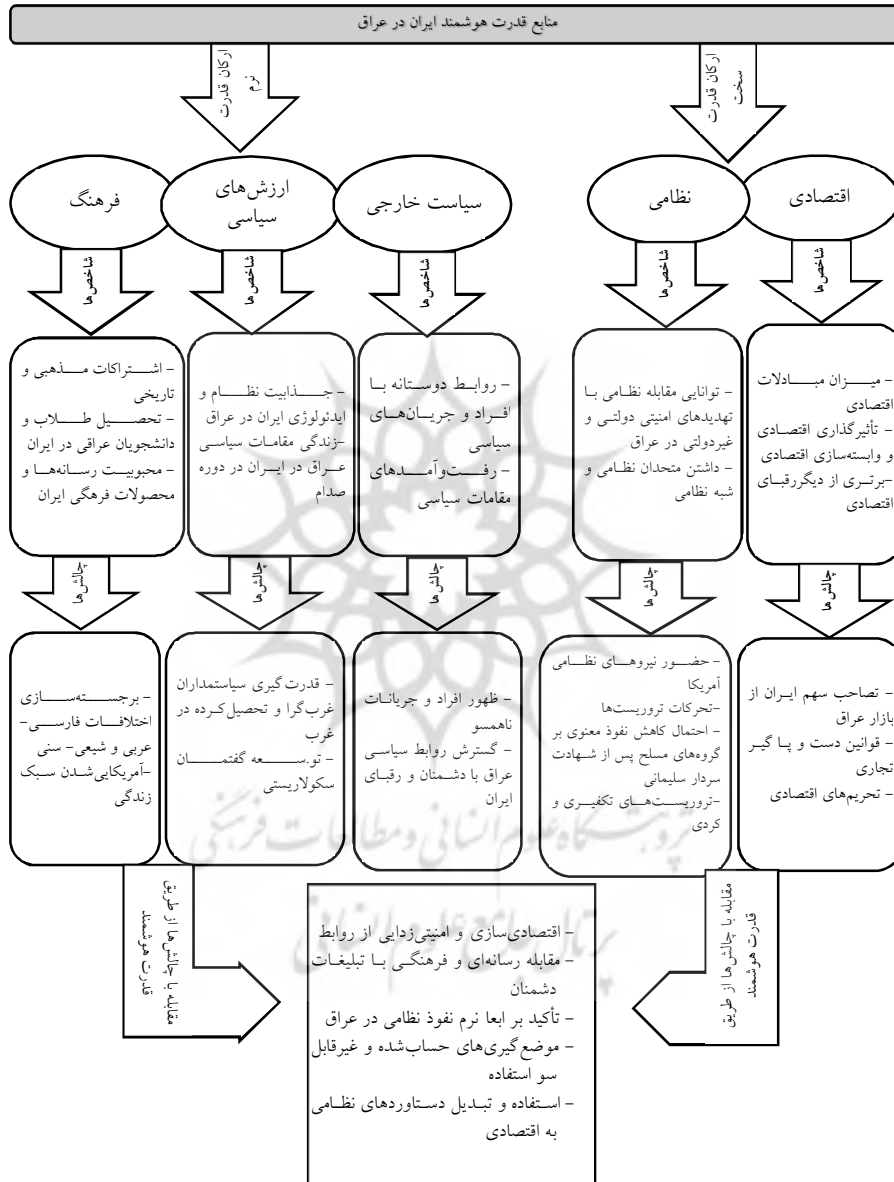 منابع قدرت هوشمند ایران در عراق
ارکان قدرت
سخت
ارکان قدرت
نرم
اقتصادی
نظامی
سیاست خارجی
ارزش‌های
سیاسی
فرهنگ
شاخص‌ها
شاخص‌ها
شاخص‌ها
شاخص‌ها
شاخص‌ها
- میزان مبادلات
اقتصادی
- تأثیرگذاری اقتصادی
و وابسته‌سازی اقتصادی
-برتری از دیگررقبای
اقتصادی
- توانایی مقابله نظامی با
تهدیدهای امنیتی دولتی و
غیردولتی در عراق
- داشتن متحدان نظامی و
شبه نظامی
- روابط دوستانه با
افراد و جریان‌های
سیاسی
- رفت‌وآمدهای
مقامات سیاسی
- جذابیت نظام و
ایدئولوژی ایران در عراق
-زندگی مقامات سیاسی
عراق در ایران در دوره
صدام
- اشتراکات مذهبی و
تاریخی
- تحصیل طلاب و
دانشجویان عراقی در ایران
- محبوبیت رسانه‌ها و
محصولات فرهگی ایران
چالش‌ها
چالش‌ها
چالش‌ها
چالش‌ها
چالش‌ها
- تصاحب سهم ایران از
بازار عراق
- قوانین دست و پا گیر
تجاری
- تحریم‌های اقتصادی
- حضور نیروهای نظامی
آمریکا
-تحرکات تروریست‌ها
- احتمال کاهش نفوذ معنوی بر
گروه‌های مسلح پس از شهادت
سردار سلیمانی
-تروریست‌های تکفیری و
کردی
- ظهور افراد و جریانات
ناهمسو
- گسترش روابط سیاسی
عراق با دشمنان و رقبای
ایران
- قدرت‌گیری سیاستمداران
غرب‌گرا و تحصیل‌کرده در
غرب
- تو.سعه گفتمان
سکولاریستی
- برجسته‌سازی
اختلافات فارسی-
عربی و شیعی- سنی
-آمریکایی‌شدن سبک
زندگی
مقابله با چالش‌ها از طریق
قدرت هوشمند
مقابله با چالش‌ها از طریق
قدرت هوشمند
- اقتصادی‌سازی و امنیتی‌زدایی از روابط
- مقابله رسانه‌ای و فرهنگی با تبلیغات
دشمنان
- تأکید بر ابعا نرم نفوذ نظامی در عراق
- موضع‌گیری‌های حساب‌شده و غیرقابل
سو استفاده
- استفاده و تبدیل دستاوردهای نظامی
به اقتصادی
پژوهشگاه علوم انسانی و مطالعات فرهنگی
پرتال جامع علوم انسانی